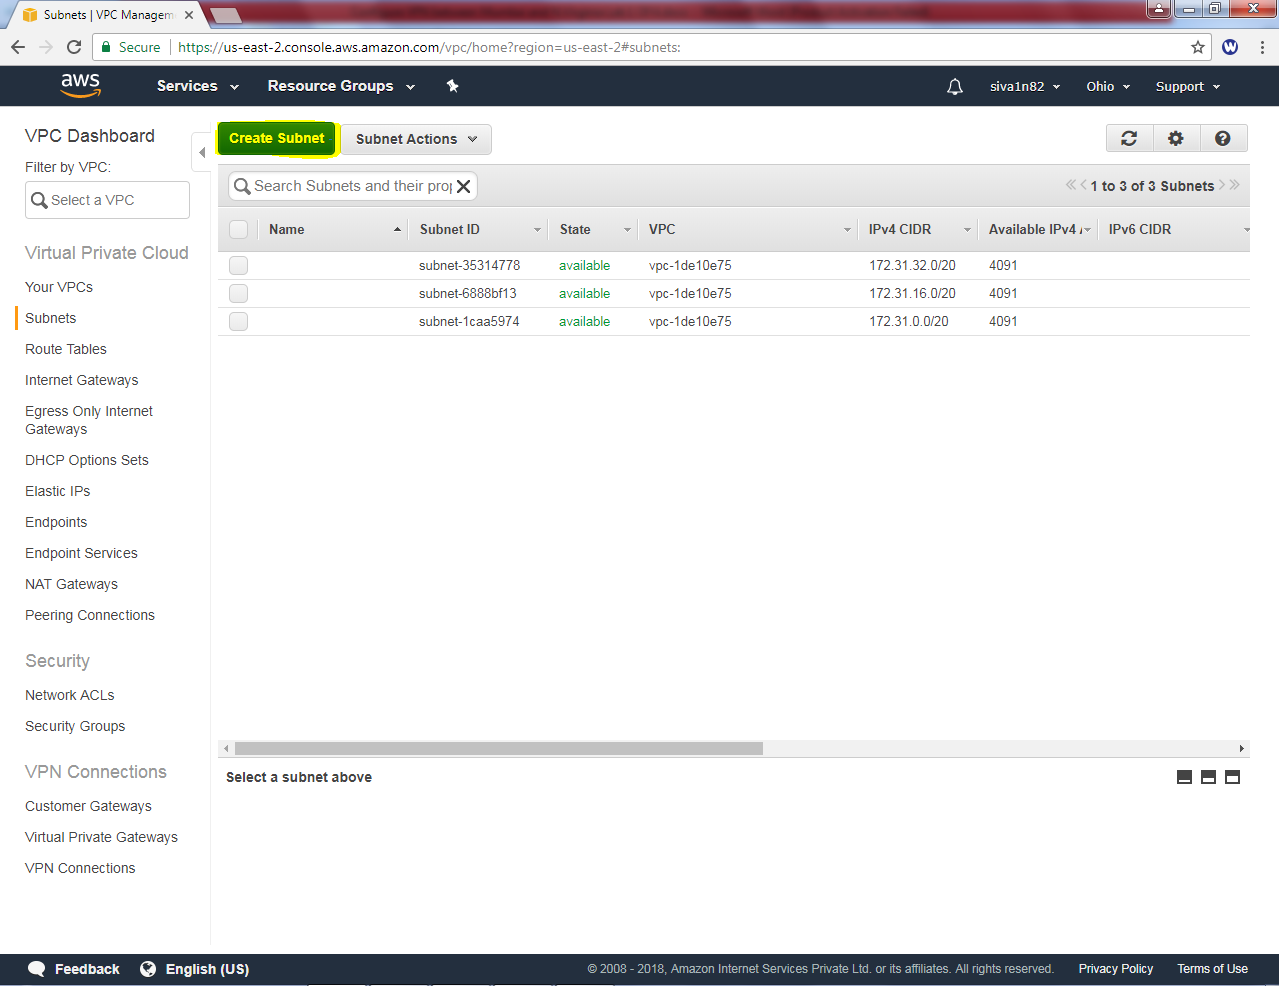 Subnets | VPC Managem
Secure
https://us-east-2.console.aws.amazon.com/vpc/home?region=us-east-2#subnets:
W
aws
Services
Resource Groups
siva1n82
Ohio
Support
VPC Dashboard
Filter by VPC:
Select a VPC
Virtual Private Cloud
Your VPCs
Subnets
Route Tables
Internet Gateways
Egress Only Internet
Gateways
DHCP Options Sets
Elastic IPs
Endpoints
Endpoint Services
NAT Gateways
Peering Connections
Security
Network ACLs
Security Groups
VPN Connections
Customer Gateways
Virtual Private Gateways
VPN Connections
Create Subnet
Subnet Actions
Search Subnets and their prop
1 to 3 of 3 Subnets
Name Subnet ID State VPC IPv4 CIDR Available IPv4 IPv6 CIDR
subnet-35314778 available vpc-1de10e75 172.31.32.0/20 4091
subnet-6888bf13 available vpc-1de10e75 172.31.16.0/20 4091
subnet-1caa5974 available vpc-1de10e75 172.31.0.0/20 4091
Select a subnet above
Feedback
English (US)
© 2008 - 2018, Amazon Internet Services Private Ltd. or its affiliates. All rights reserved.
Privacy Policy
Terms of Use